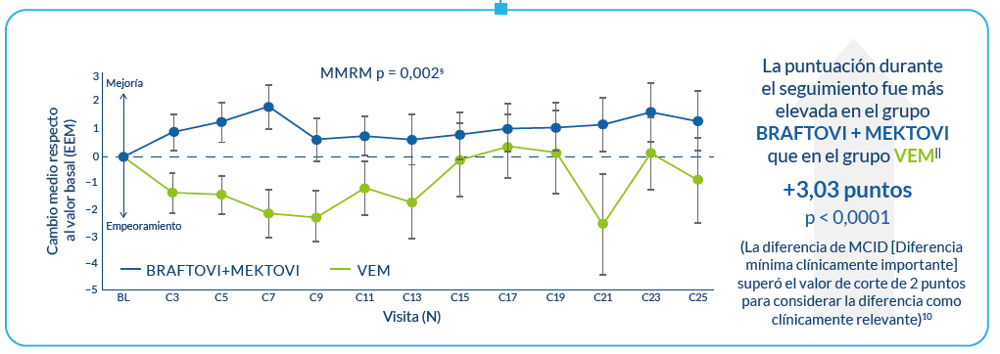 MMRM p = 0,002§
Cambio medio respecto
al valor basal (EEM)
3
2
1
0
−1
−2
−3
−4
−5
Mejoría
Empeoramiento
BRAFTOVI+MEKTOVI
VEM
BL
C3
C5
C7
C9
C11
C13
C15
C17
C19
C21
C23
C25
Visita (N)
La puntuación durante
el seguimiento fue más
elevada en el grupo
BRAFTOVI + MEKTOVI
que en el grupo VEM||
+3,03 puntos
p < 0,0001
(La diferencia de MCID [Diferencia
mínima clínicamente importante]
superó el valor de corte de 2 puntos
para considerar la diferencia como
clínicamente relevante)¹⁰